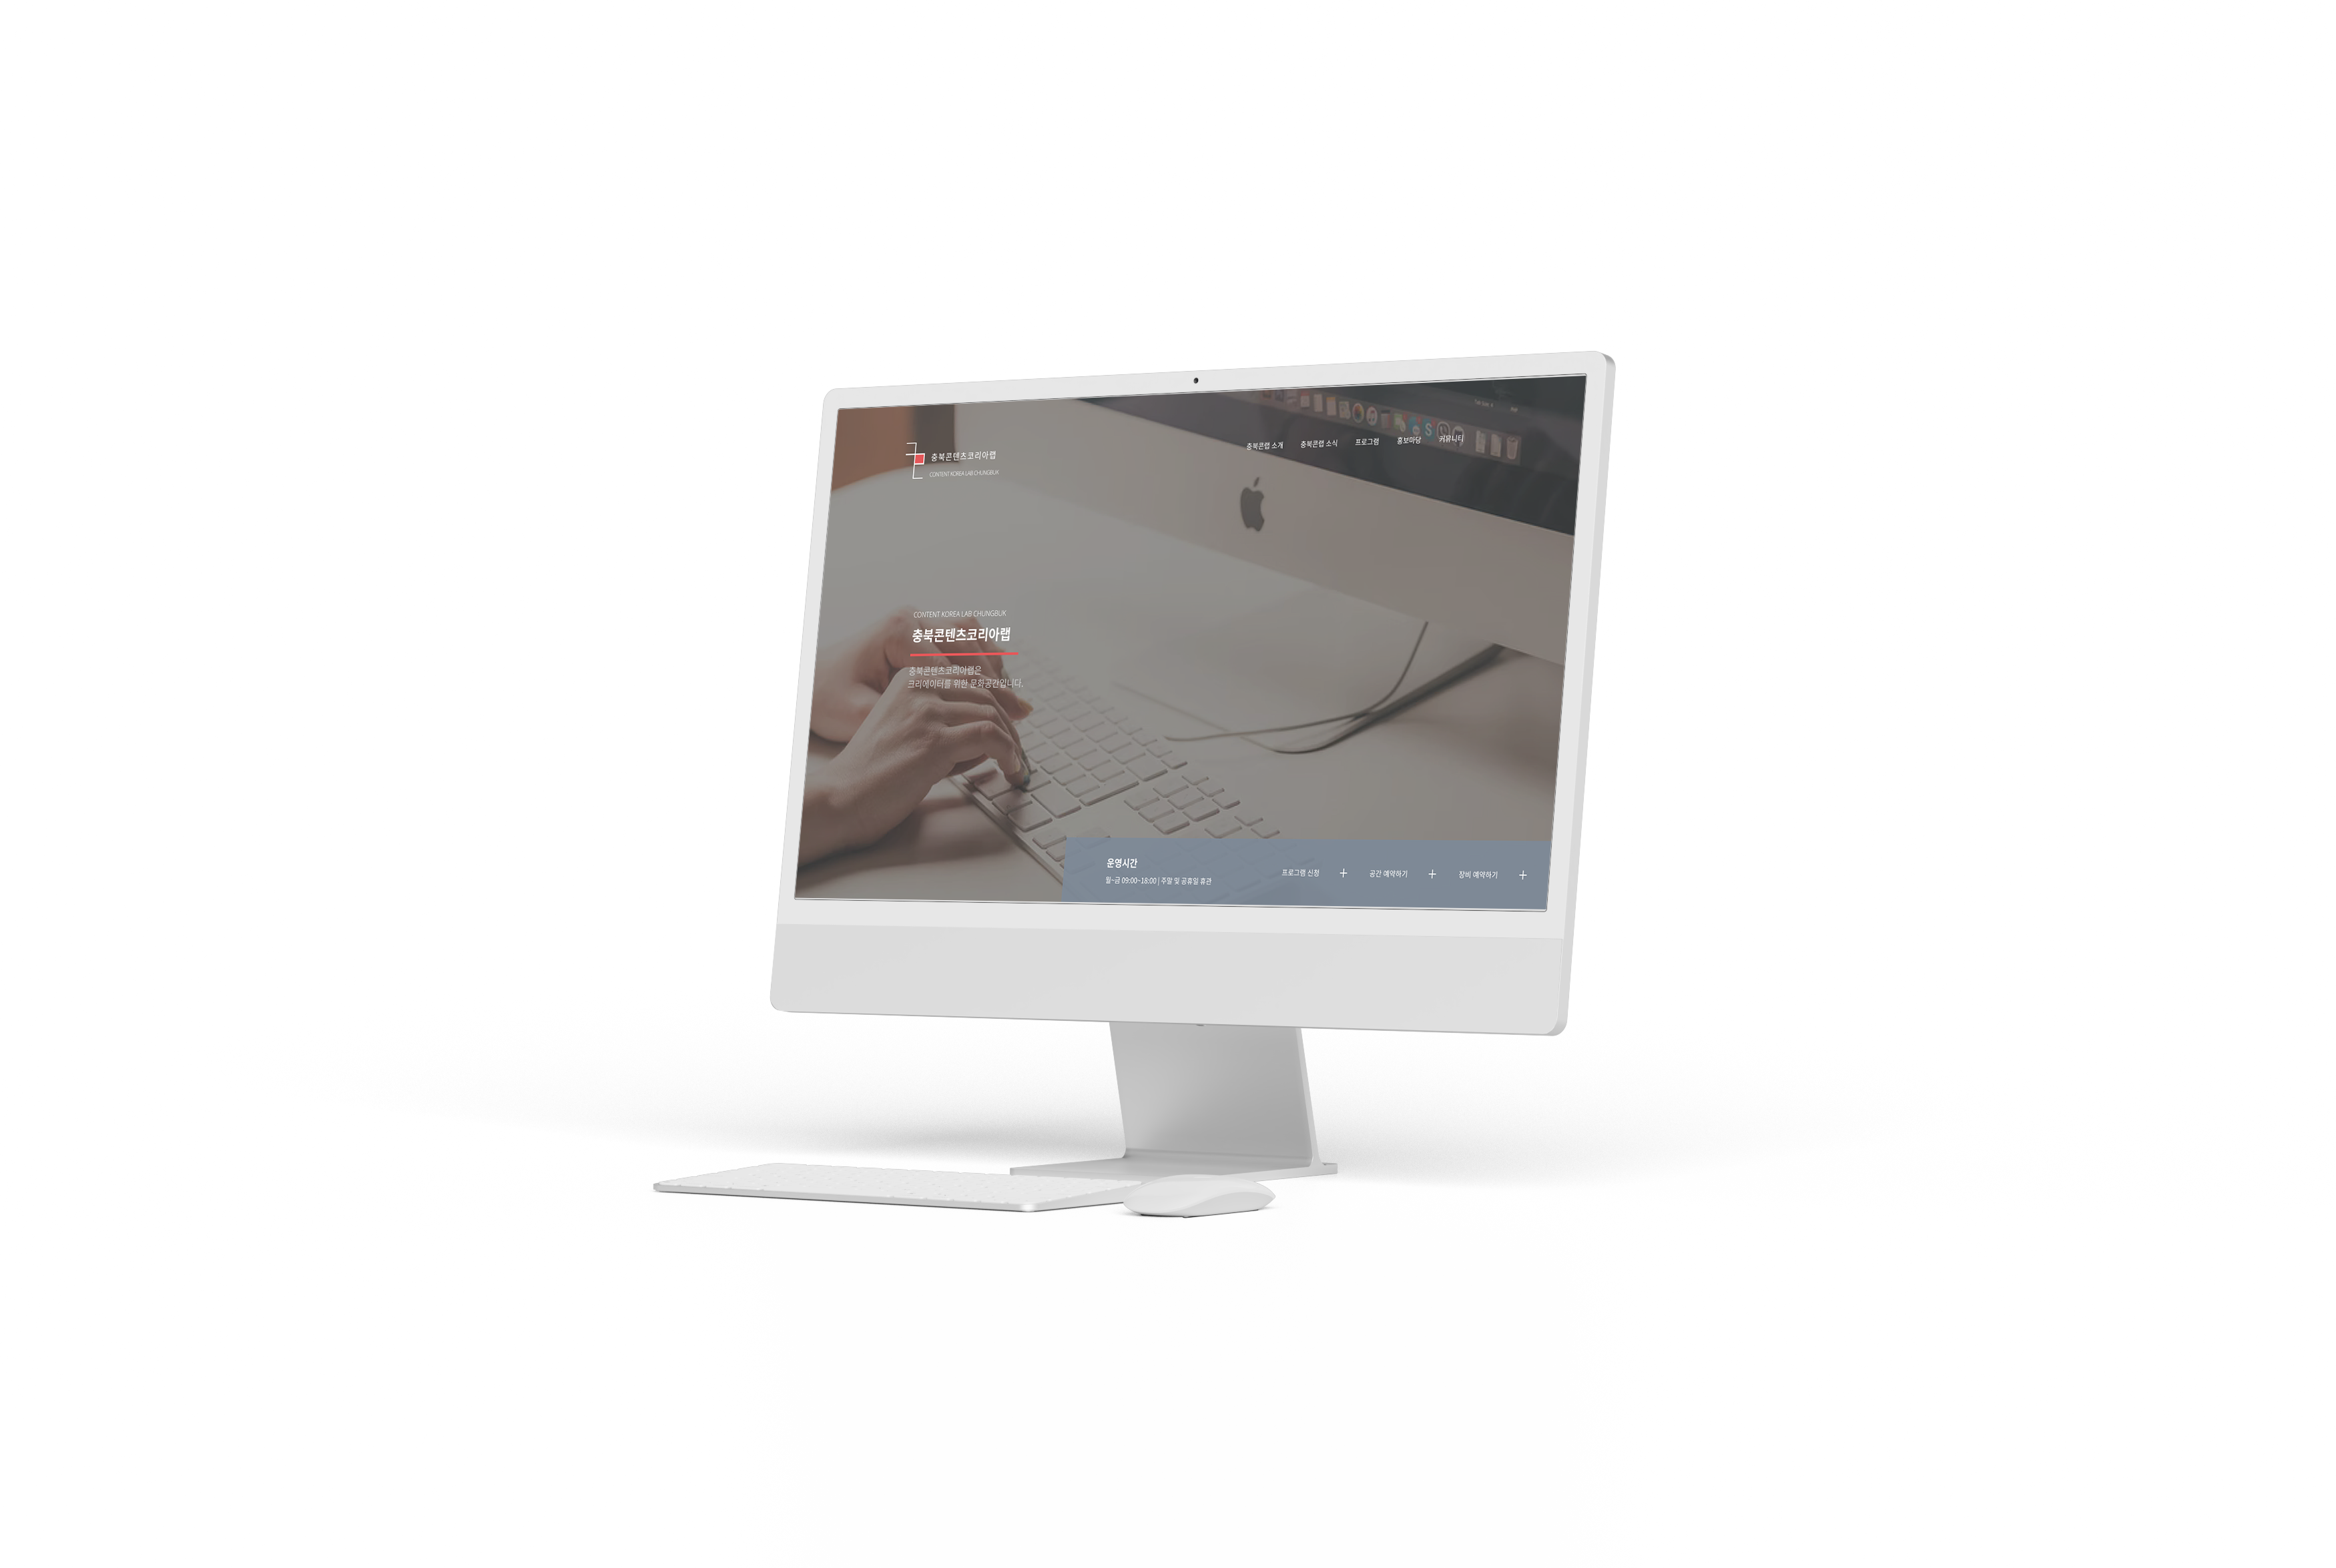 충북콘텐츠코리아랩
CONTENT KOREA LAB CHUNGBUK
충북콘랩 소개 충북콘랩 소식 프로그램 홍보마당 커뮤니티
CONTENT KOREA LAB CHUNGBUK
충북콘텐츠코리아랩
충북콘텐츠코리아랩은
크리에이터를 위한 문화공간입니다.
운영시간
월~금 09:00~18:00 | 주말 및 공휴일 휴관
프로그램 신청 + 공간 예약하기 + 장비 예약하기 +